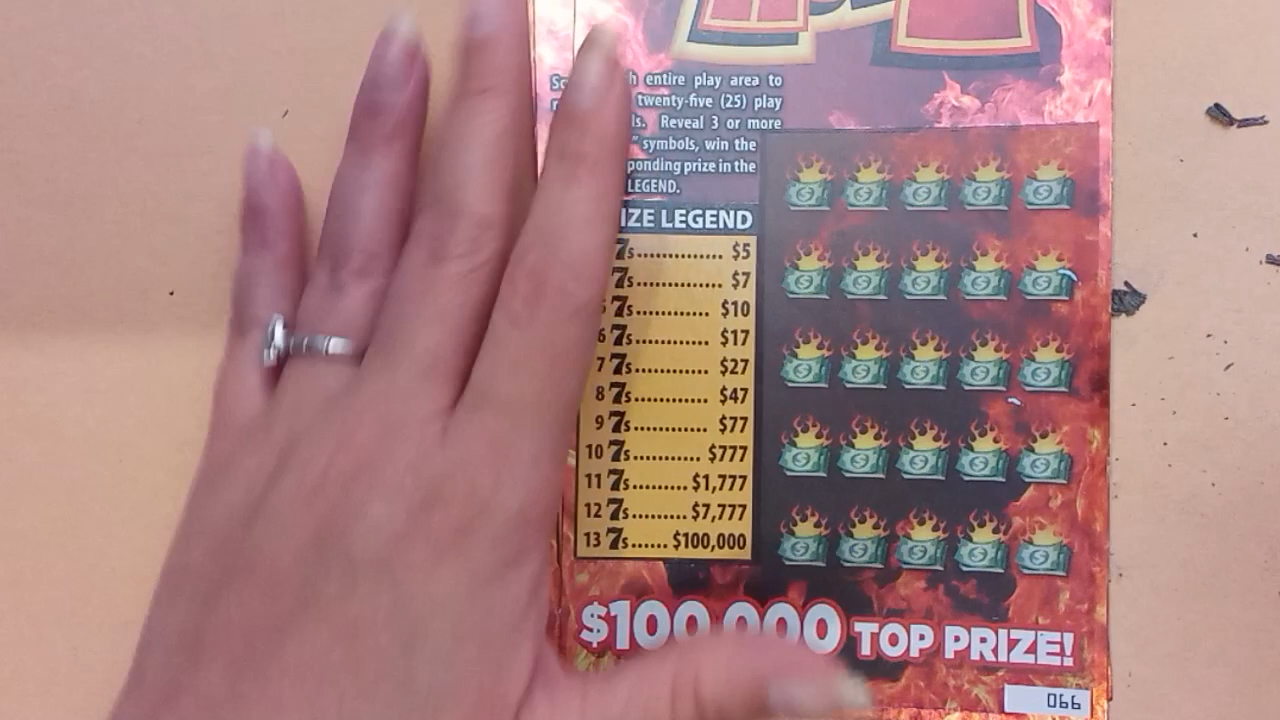 entire play area to
twenty-five (25) play
Reveal 3 or more
symbols, win the
prize in the
LEGEND.
LEGEND
7s.............. $5
7s.............. $7
7s............ $10
6 7s............ $17
7 7s............ $27
8 7s............ $47
9 7s............ $77
10 7s........... $777
11 7s......... $1,777
12 7s......... $7,777
13 7s...... $100,000
$100,000 TOP PRIZE!
066